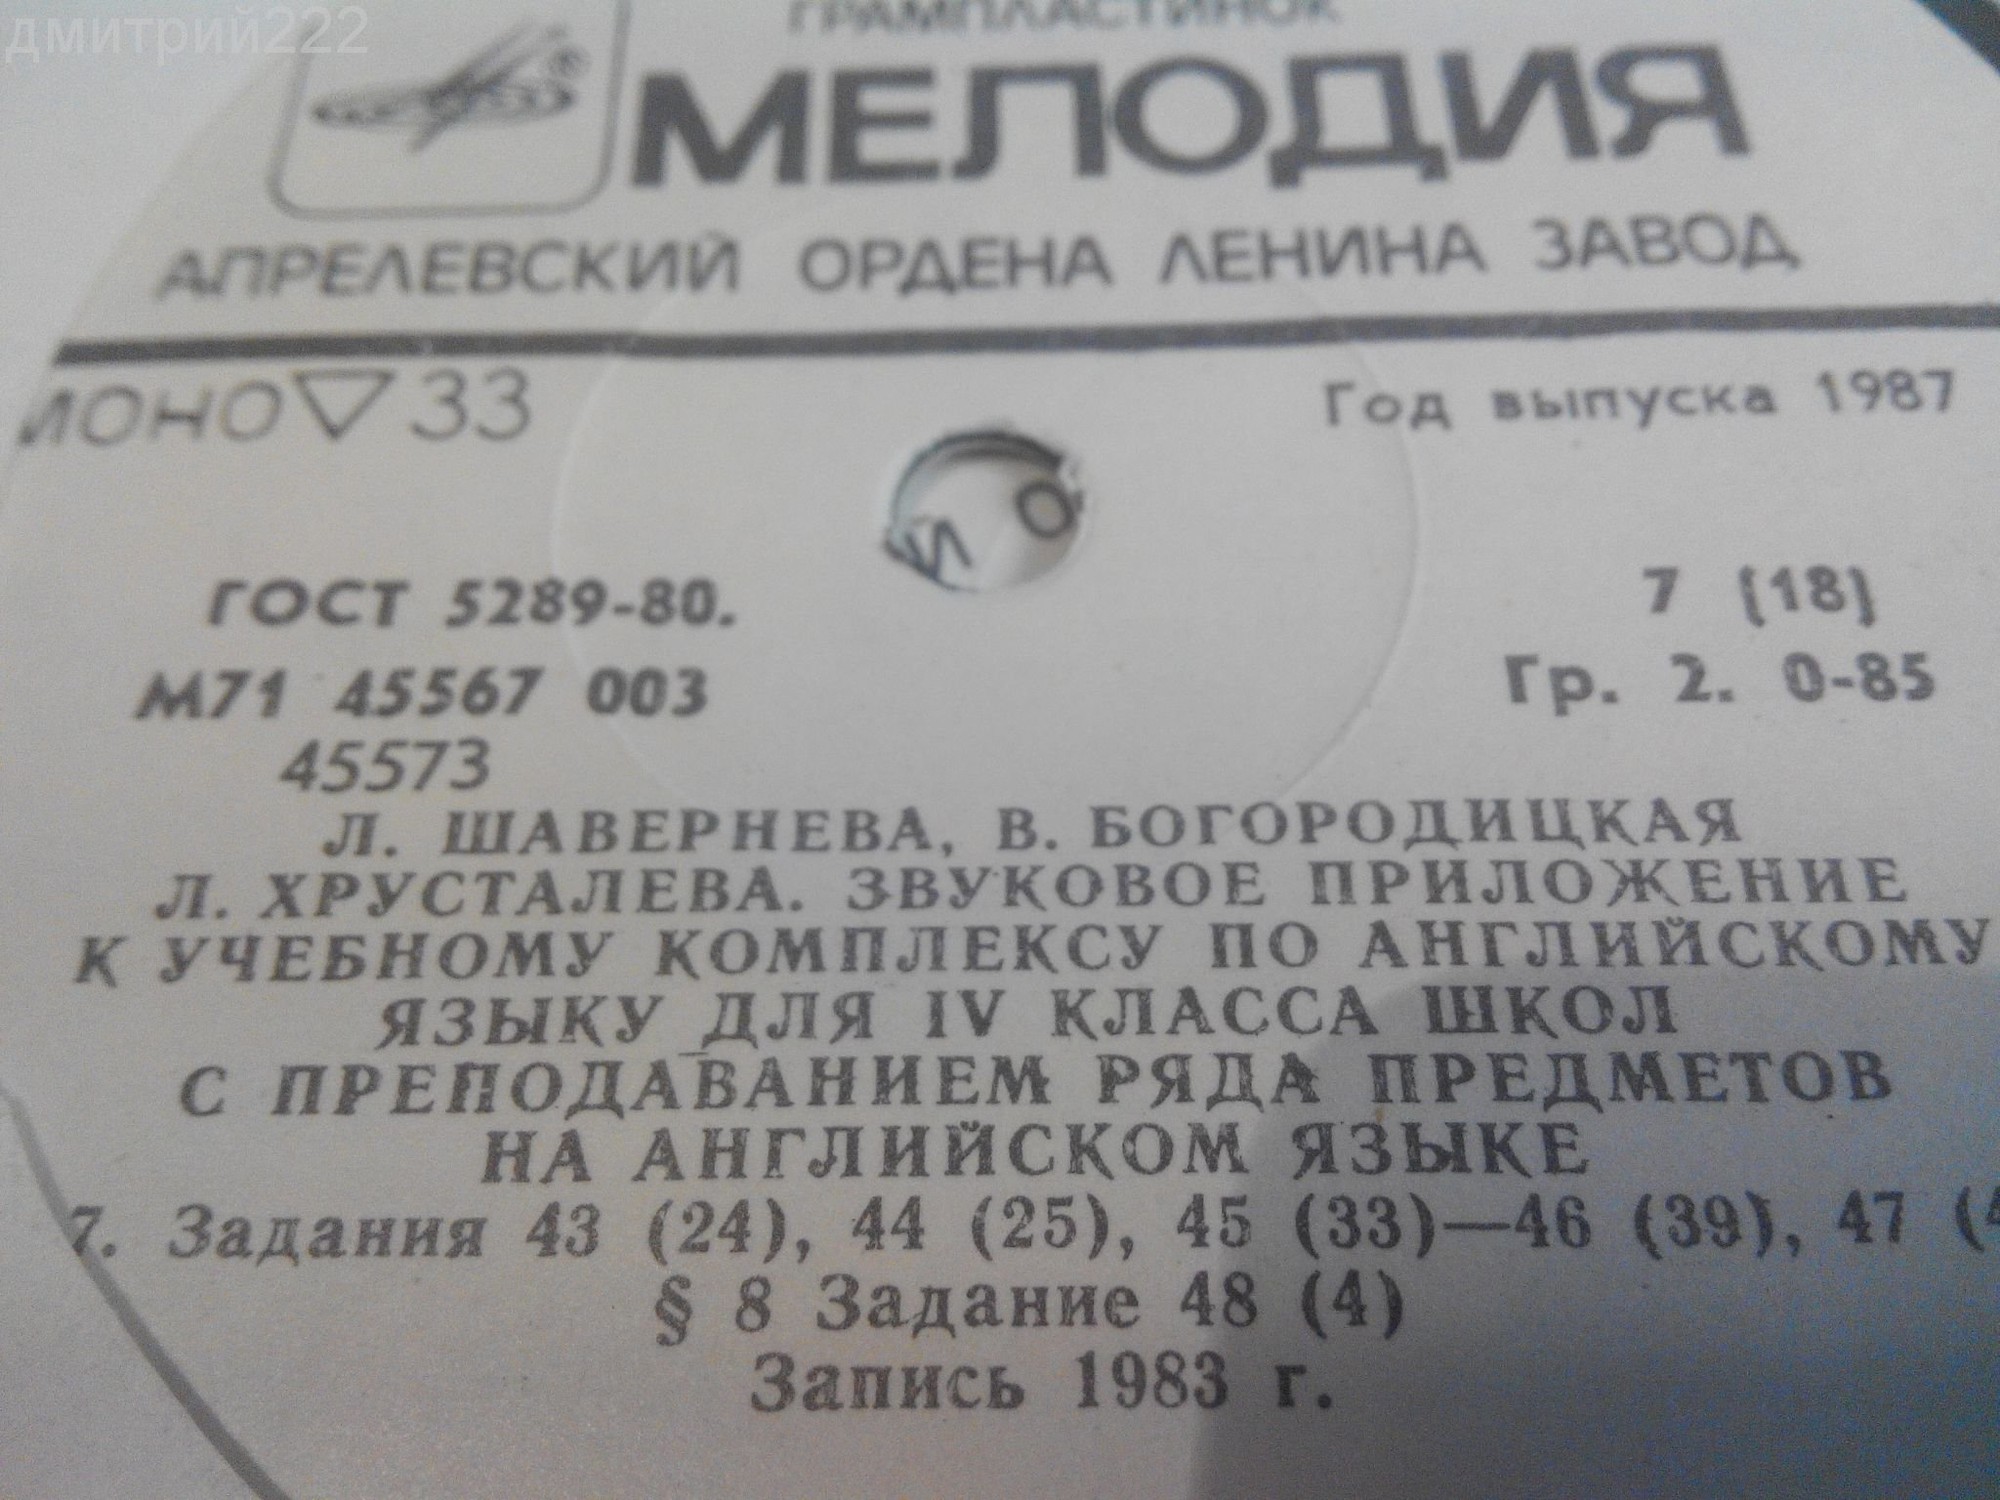 дмитрий222
ГРАМПЛАСТИНОК
МЕЛОДИЯ
АПРЕЛЕВСКИЙ ОРДЕНА ЛЕНИНА ЗАВОД
МОНО ▽ 33
Год выпуска 1987
И О
ГОСТ 5289-80.
7 (18)
М71 45567 003
Гр. 2. 0-85
45573
Л. ШАВЕРНЕВА, В. БОГОРОДИЦКАЯ
Л. ХРУСТАЛЕВА. ЗВУКОВОЕ ПРИЛОЖЕНИЕ
К УЧЕБНОМУ КОМПЛЕКСУ ПО АНГЛИЙСКОМУ
ЯЗЫКУ ДЛЯ IV КЛАССА ШКОЛ
С ПРЕПОДАВАНИЕМ РЯДА ПРЕДМЕТОВ
НА АНГЛИЙСКОМ ЯЗЫКЕ
7. Задания 43 (24), 44 (25), 45 (33)—46 (39), 47
§ 8 Задание 48 (4)
Запись 1983 г.